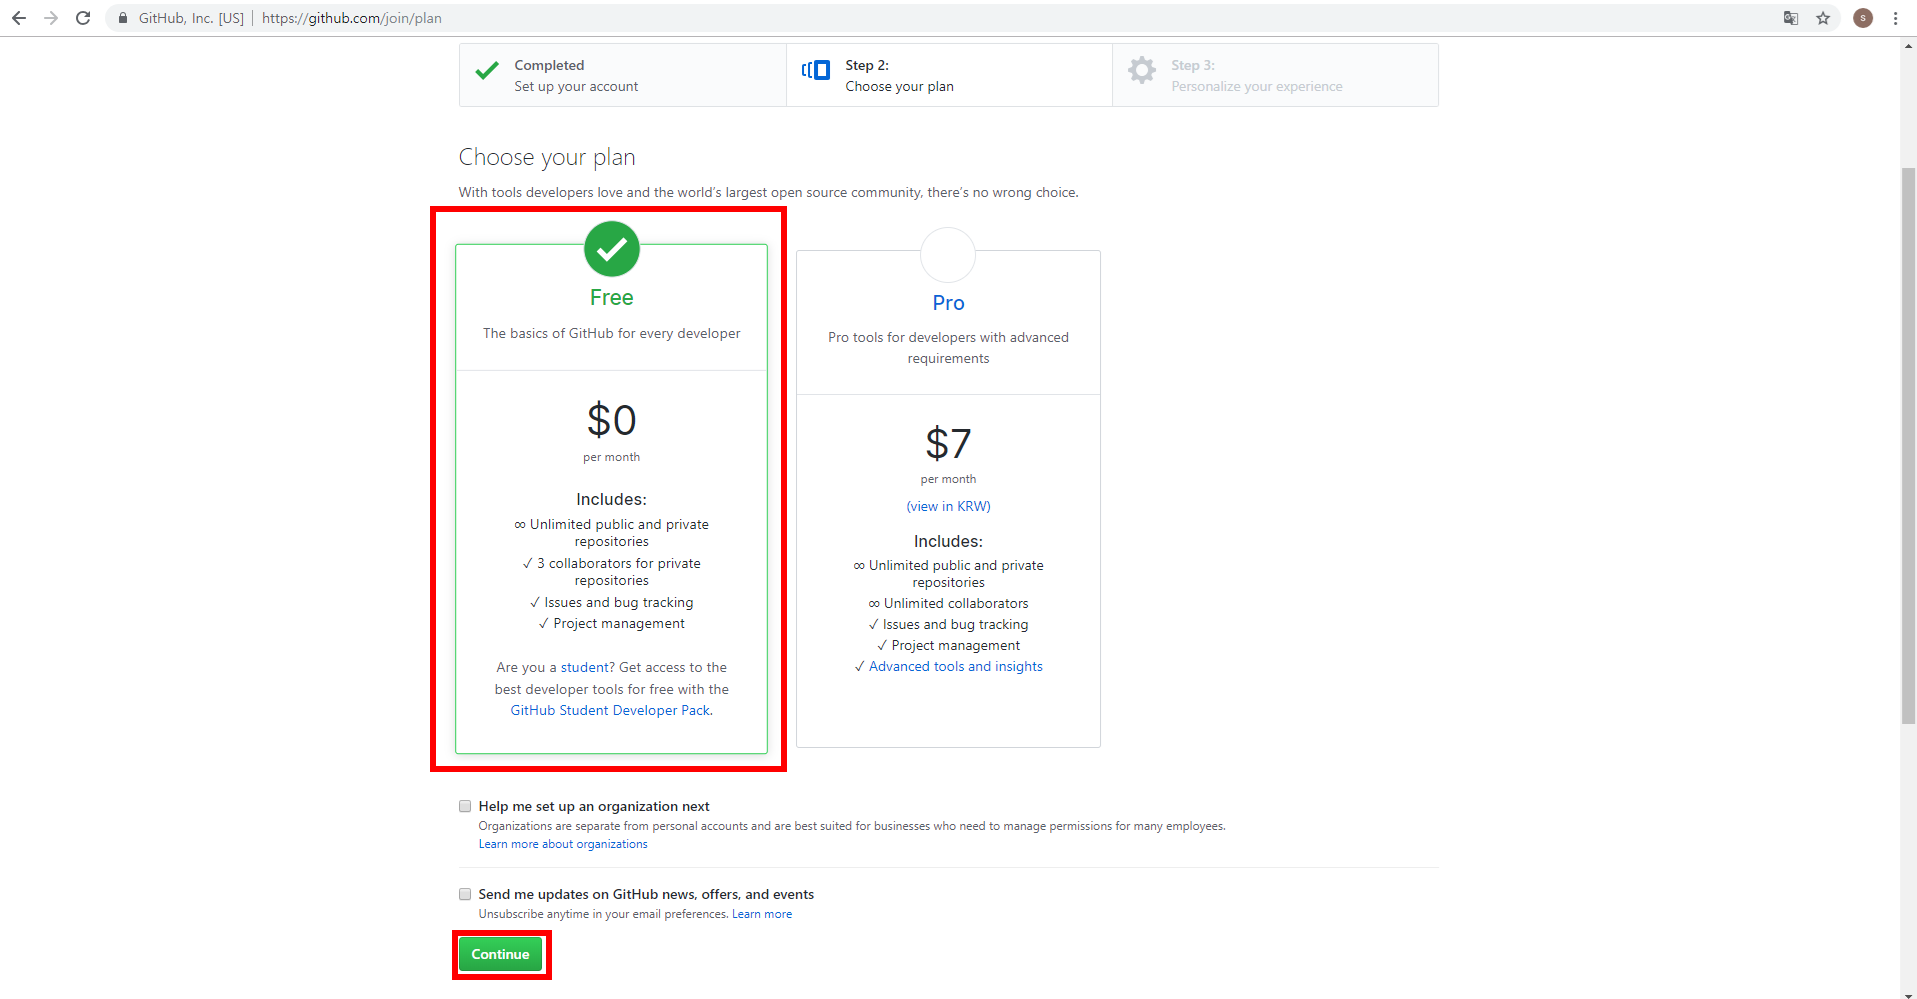 GitHub, Inc. [US] | https://github.com/join/plan
S
Completed
Set up your account
Step 2:
Choose your plan
Step 3:
Personalize your experience
Choose your plan
With tools developers love and the world's largest open source community, there's no wrong choice.
Free
The basics of GitHub for every developer
$0
per month
Includes:
∞ Unlimited public and private
repositories
✓ 3 collaborators for private
repositories
✓ Issues and bug tracking
✓ Project management
Are you a student? Get access to the
best developer tools for free with the
GitHub Student Developer Pack.
Pro
Pro tools for developers with advanced
requirements
$7
per month
(view in KRW)
Includes:
∞ Unlimited public and private
repositories
∞ Unlimited collaborators
✓ Issues and bug tracking
✓ Project management
✓ Advanced tools and insights
Help me set up an organization next
Organizations are separate from personal accounts and are best suited for businesses who need to manage permissions for many employees.
Learn more about organizations
Send me updates on GitHub news, offers, and events
Unsubscribe anytime in your email preferences. Learn more
Continue